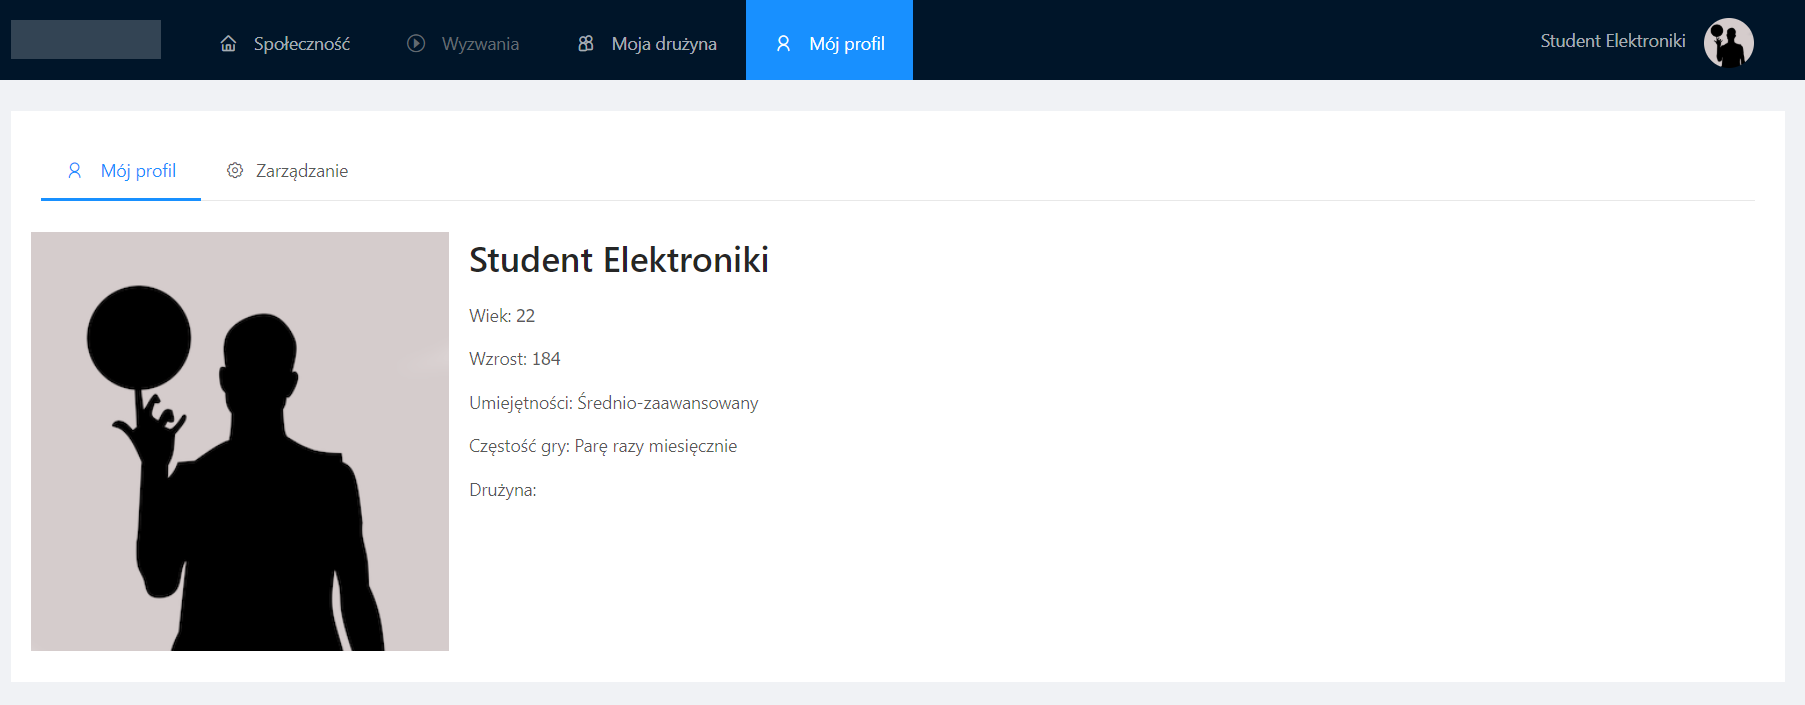 Społeczność Wyzwania Moja drużyna Mój profil Student Elektroniki
Mój profil Zarządzanie
Student Elektroniki
Wiek: 22
Wzrost: 184
Umiejętności: Średnio-zaawansowany
Częstość gry: Parę razy miesięcznie
Drużyna: